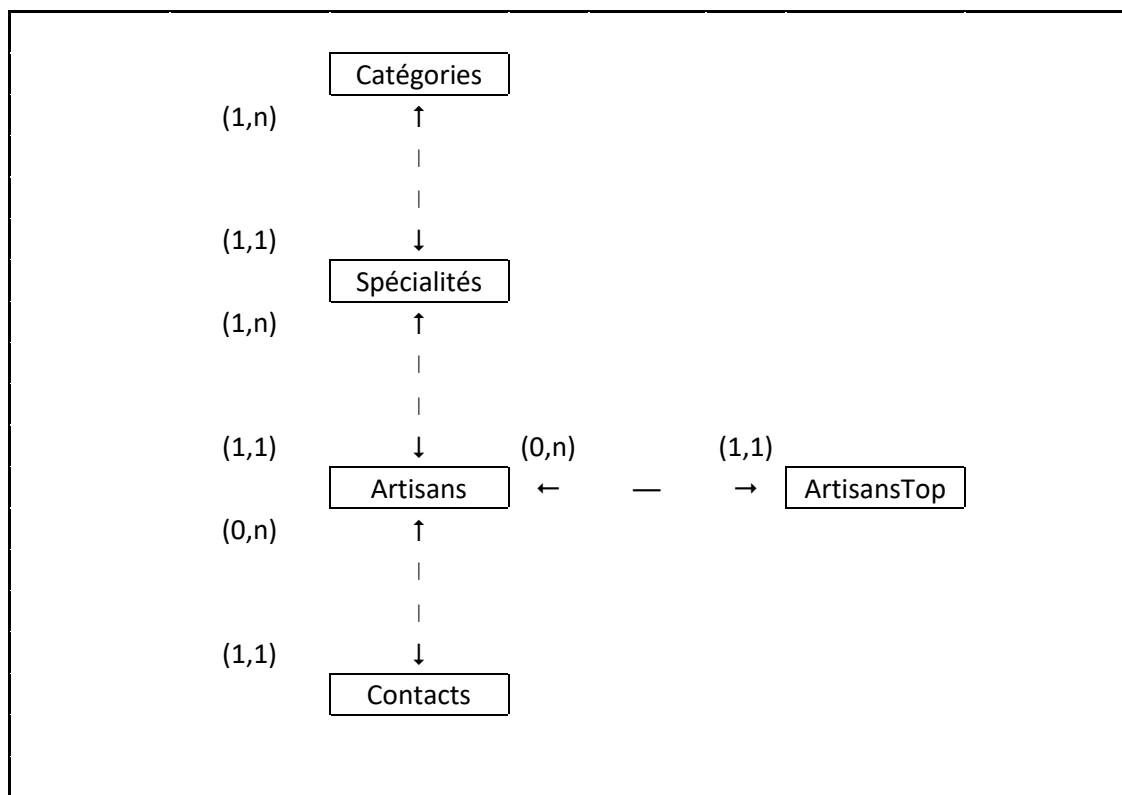 Catégories
(1,n) ↑
|
|
(1,1) ↓
Spécialités
(1,n) ↑
|
|
(1,1) ↓ (0,n) (1,1)
Artisans ← — → ArtisansTop
(0,n) ↑
|
|
(1,1) ↓
Contacts